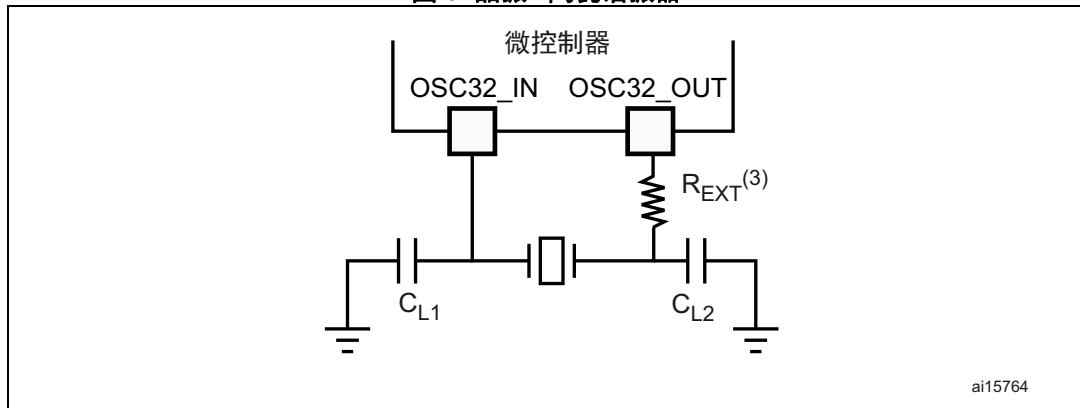 微控制器
OSC32_IN OSC32_OUT
R_EXT(3)
C_L1 C_L2
ai15764